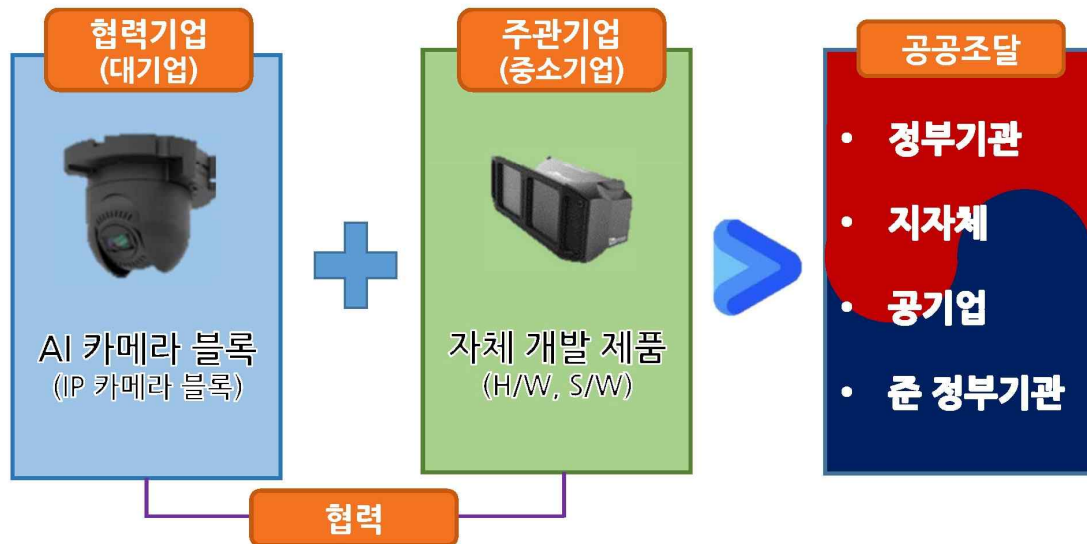 협력기업
(대기업)
AI 카메라 블록
(IP 카메라 블록)
주관기업
(중소기업)
자체 개발 제품
(H/W, S/W)
협력
공공조달
• 정부기관
• 지자체
• 공기업
• 준 정부기관